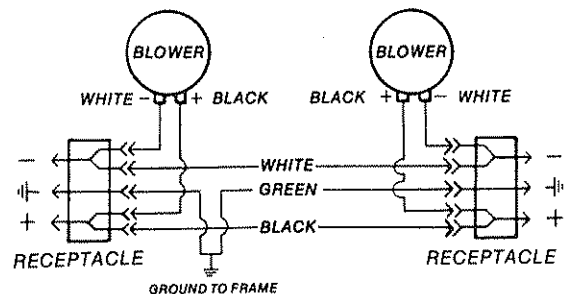 BLOWER BLOWER
WHITE - + BLACK BLACK + - WHITE
- WHITE -
GREEN
+ BLACK +
RECEPTACLE RECEPTACLE
GROUND TO FRAME